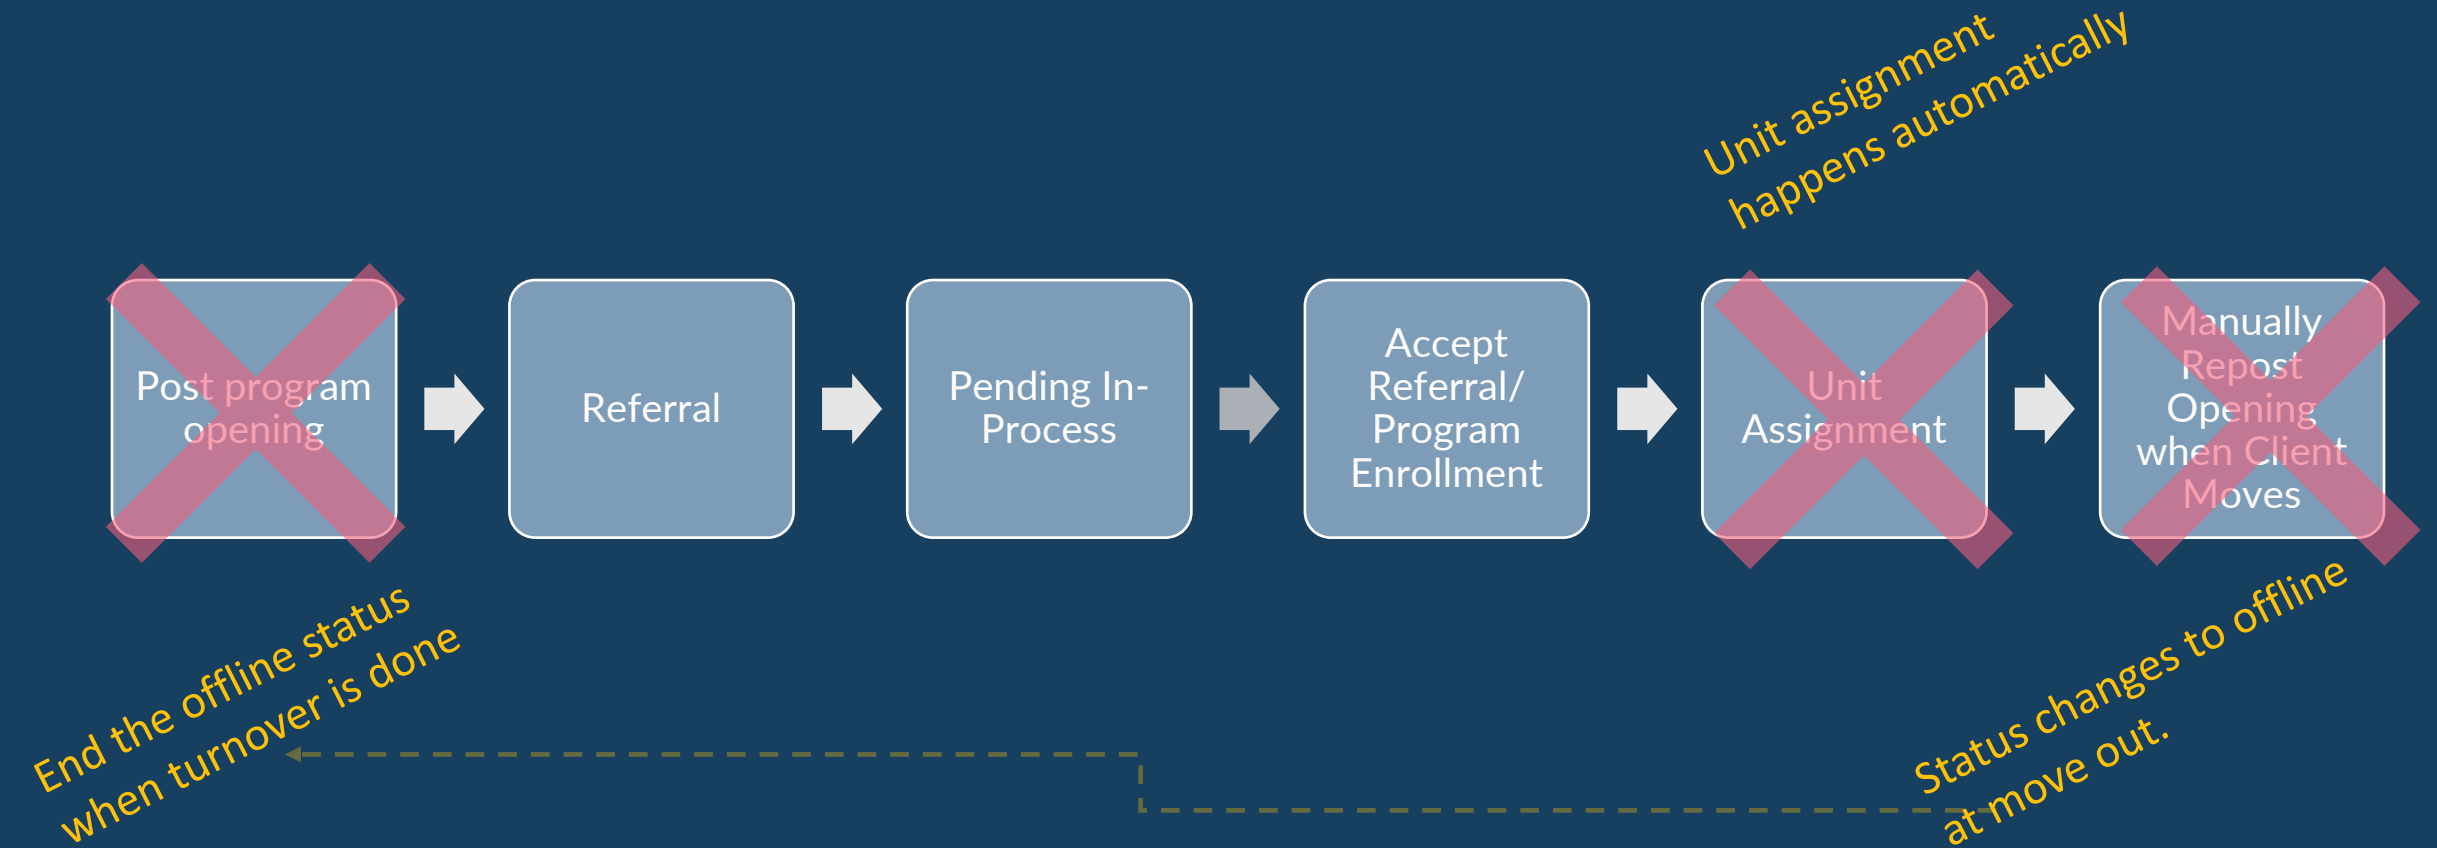 Unit assignment
happens automatically
Post program
opening
Referral
Pending In-
Process
Accept
Referral/
Program
Enrollment
Unit
Assignment
Manually
Repost
Opening
when Client
Moves
End the offline status
when turnover is done
Status changes to offline
at move out.